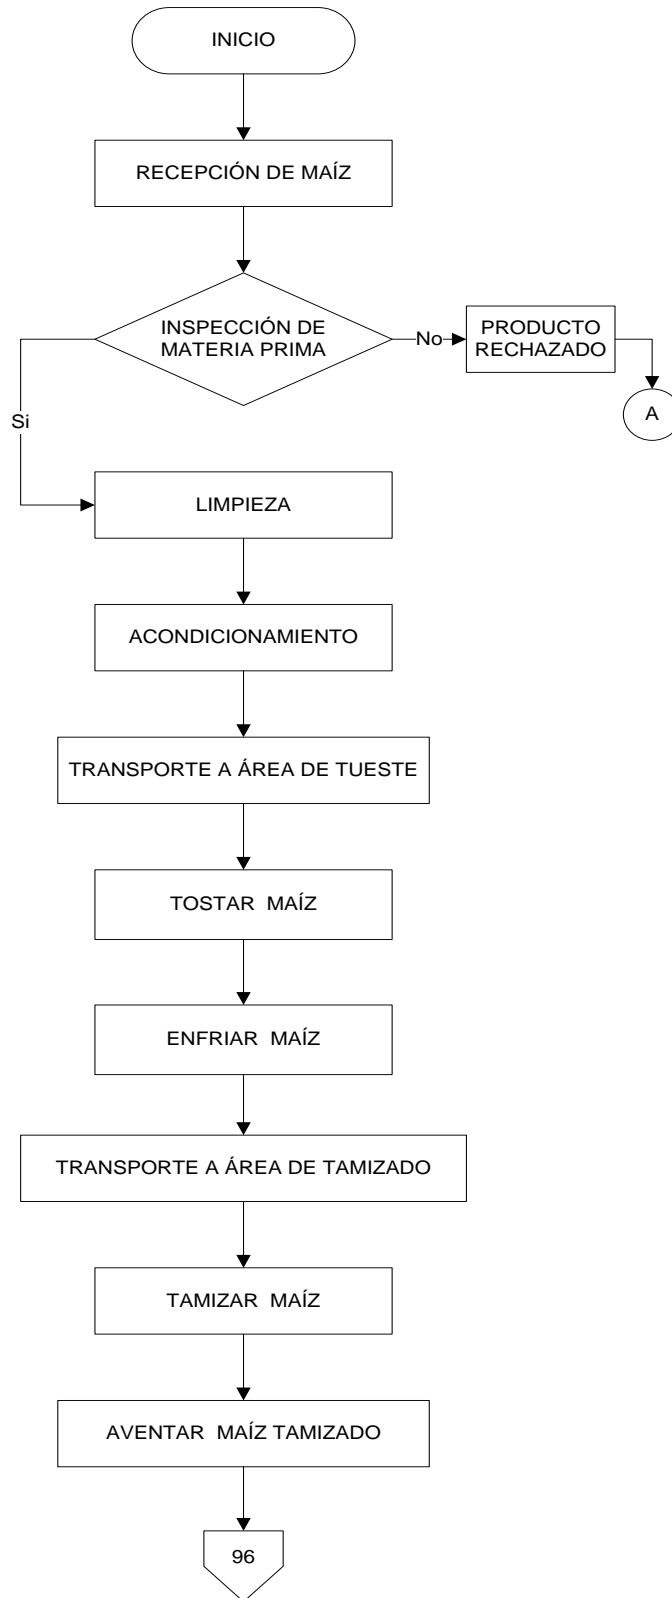 INICIO
RECEPCIÓN DE MAÍZ
INSPECCIÓN DE
MATERIA PRIMA
No
PRODUCTO
RECHAZADO
A
Si
LIMPIEZA
ACONDICIONAMIENTO
TRANSPORTE A ÁREA DE TUESTE
TOSTAR MAÍZ
ENFRIAR MAÍZ
TRANSPORTE A ÁREA DE TAMIZADO
TAMIZAR MAÍZ
AVENTAR MAÍZ TAMIZADO
96